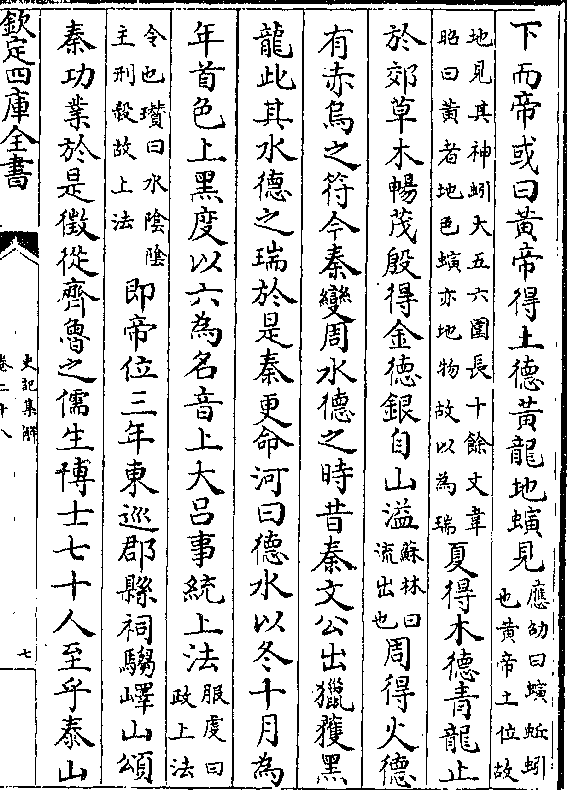 下而帝或曰黃帝得土德黃龍地螾見應劭曰螾蚯蚓也黃帝土位故
地見其神蚓大五六圍長十餘丈韋昭曰黃者地色螾亦地物故以為瑞夏得木德青龍止
於郊草木暢茂殷得金德銀自山溢蘇林曰流出也周得火德
有赤烏之符今秦變周水德之時昔秦文公出獵獲黑
龍此其水德之瑞於是秦更命河曰德水以冬十月為
年首色上黑度以六為名音上大呂事統上法服虔曰政上法
令也瓚曰水陰陰主刑殺故上法即帝位三年東巡郡縣祠騶嶧山頌
秦功業於是徵從齊魯之儒生博士七十人至乎泰山
欽定四庫全書
史記集解
卷二十八
七